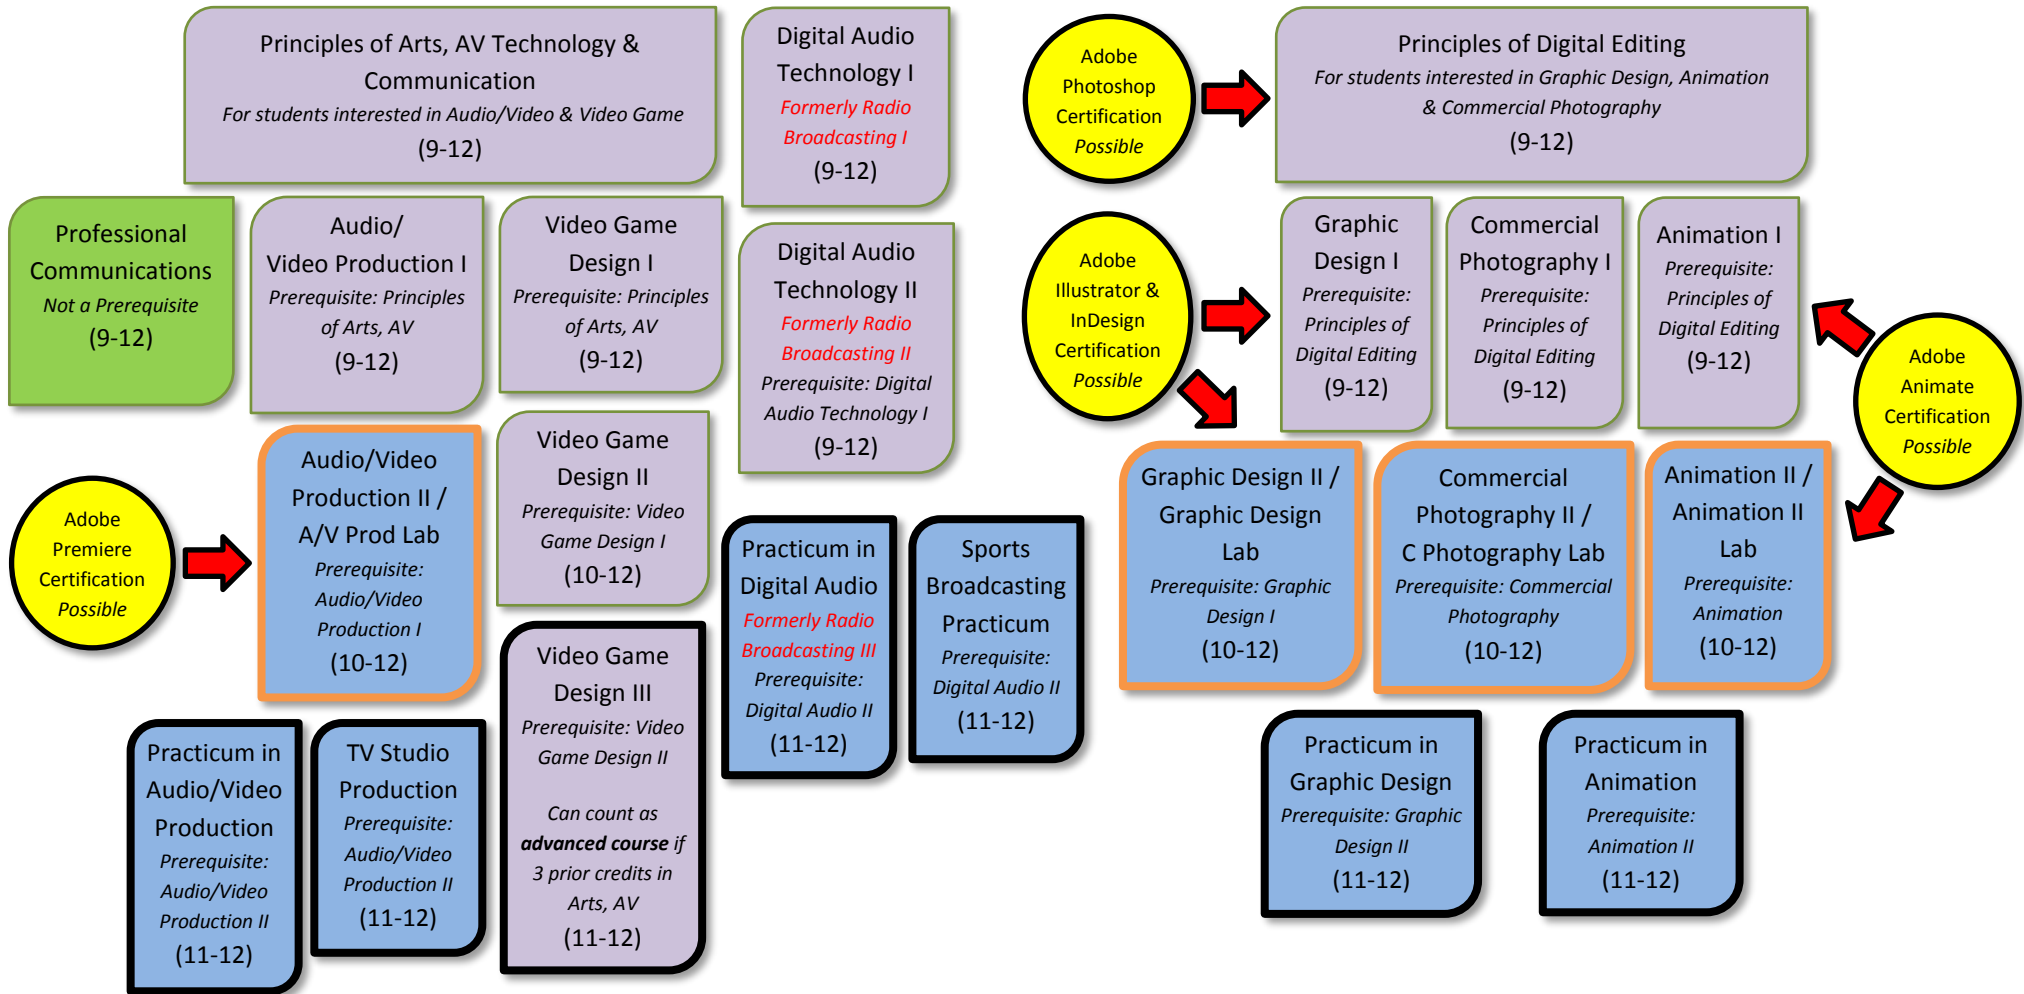 Principles of Arts, AV Technology &
Communication
For students interested in Audio/Video & Video Game
(9-12)
Digital Audio
Technology I
Formerly Radio
Broadcasting I
(9-12)
Adobe
Photoshop
Certification
Possible
Principles of Digital Editing
For students interested in Graphic Design, Animation
& Commercial Photography
(9-12)
Professional
Communications
Not a Prerequisite
(9-12)
Audio/
Video Production I
Prerequisite: Principles
of Arts, AV
(9-12)
Video Game
Design I
Prerequisite: Principles
of Arts, AV
(9-12)
Digital Audio
Technology II
Formerly Radio
Broadcasting II
Prerequisite: Digital
Audio Technology I
(9-12)
Adobe
Illustrator &
InDesign
Certification
Possible
Graphic
Design I
Prerequisite:
Principles of
Digital Editing
(9-12)
Commercial
Photography I
Prerequisite:
Principles of
Digital Editing
(9-12)
Animation I
Prerequisite:
Principles of
Digital Editing
(9-12)
Adobe
Animate
Certification
Possible
Adobe
Premiere
Certification
Possible
Audio/Video
Production II /
A/V Prod Lab
Prerequisite:
Audio/Video
Production I
(10-12)
Video Game
Design II
Prerequisite: Video
Game Design I
(10-12)
Practicum in
Digital Audio
Formerly Radio
Broadcasting III
Prerequisite:
Digital Audio II
(11-12)
Sports
Broadcasting
Practicum
Prerequisite:
Digital Audio II
(11-12)
Graphic Design II /
Graphic Design
Lab
Prerequisite: Graphic
Design I
(10-12)
Commercial
Photography II /
C Photography Lab
Prerequisite: Commercial
Photography
(10-12)
Animation II /
Animation II
Lab
Prerequisite:
Animation
(10-12)
Practicum in
Audio/Video
Production
Prerequisite:
Audio/Video
Production II
(11-12)
TV Studio
Production
Prerequisite:
Audio/Video
Production II
(11-12)
Video Game
Design III
Prerequisite: Video
Game Design II
Can count as
advanced course if
3 prior credits in
Arts, AV
(11-12)
Practicum in
Graphic Design
Prerequisite: Graphic
Design II
(11-12)
Practicum in
Animation
Prerequisite:
Animation II
(11-12)